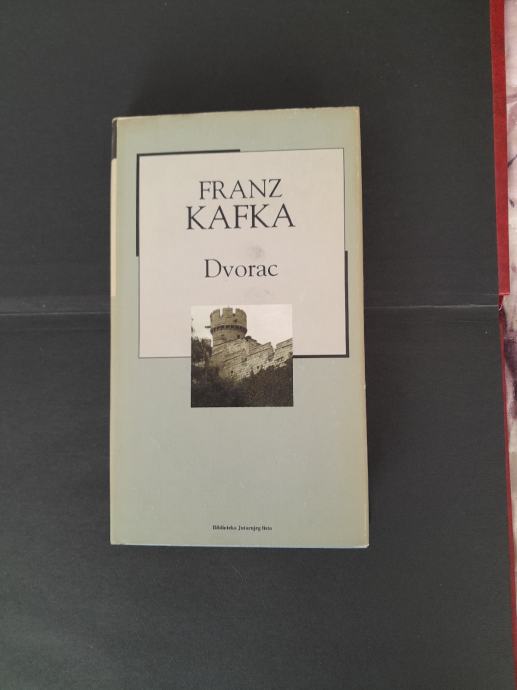 FRANZ
KAFKA
Dvorac
Biblioteka Jutarnjeg lista